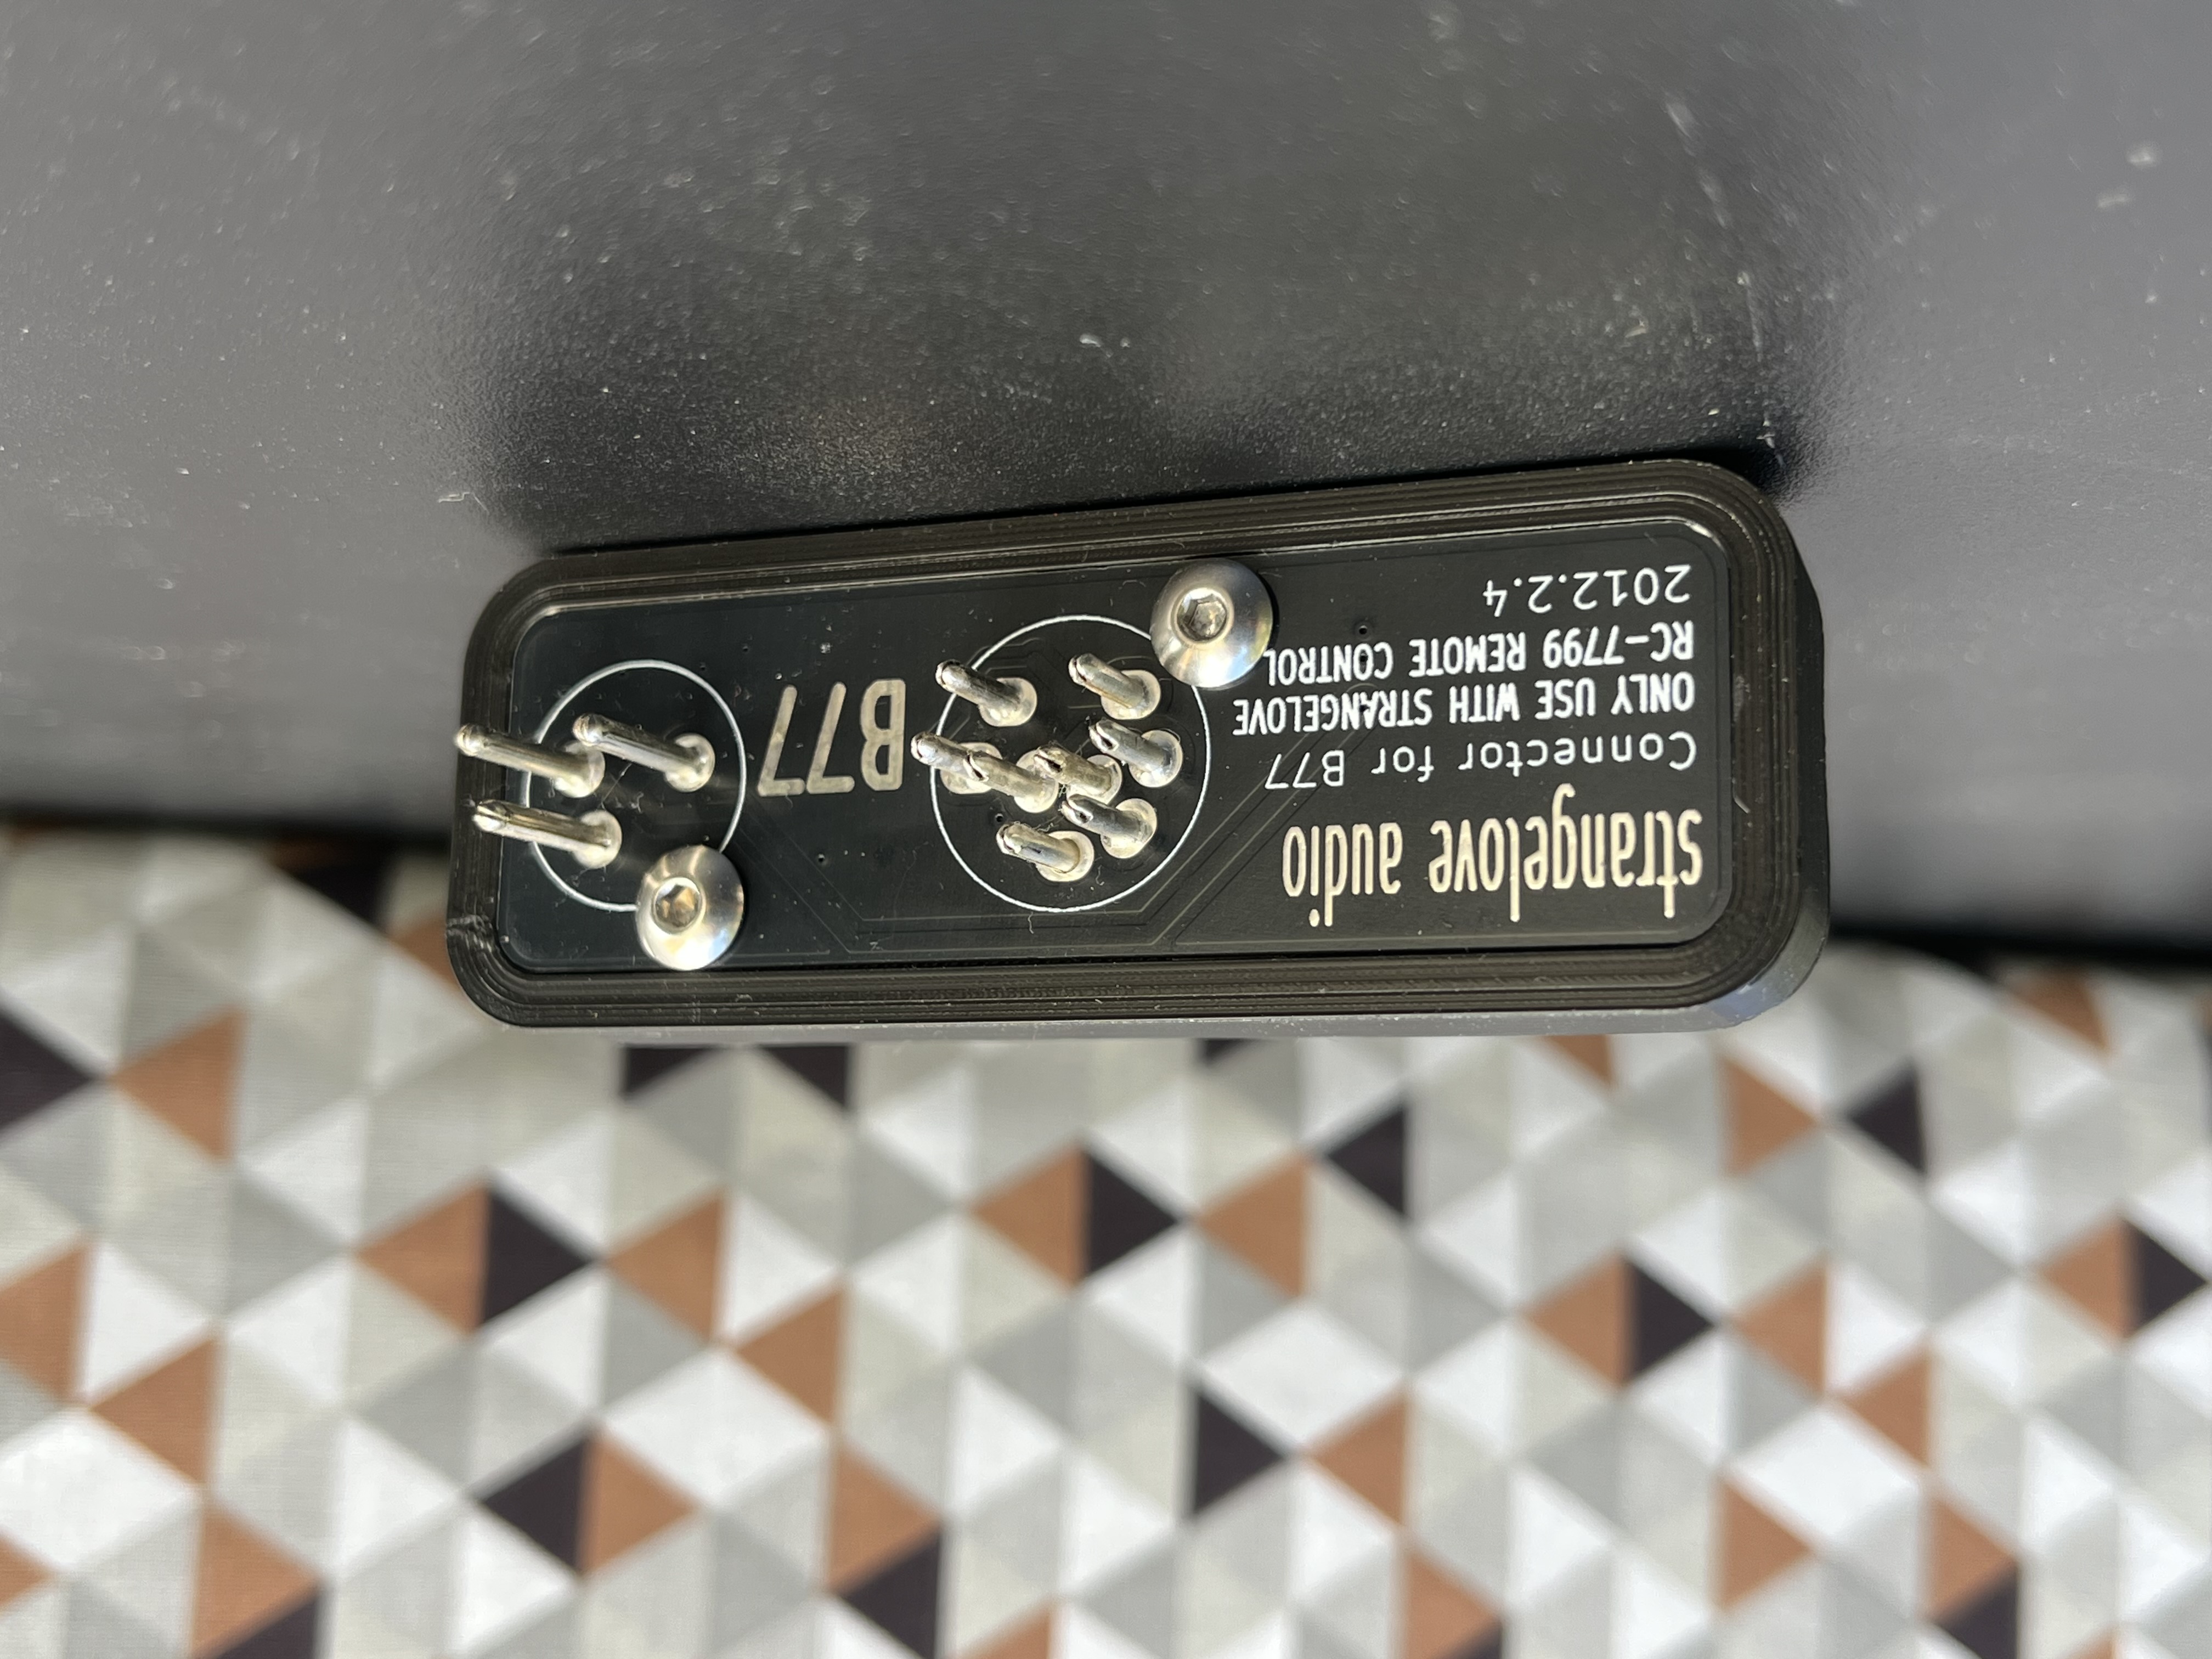 strangelove audio
Connector for B77
ONLY USE WITH STRANGELOVE
RC-7799 REMOTE CONTROL
2012.2.4
B77